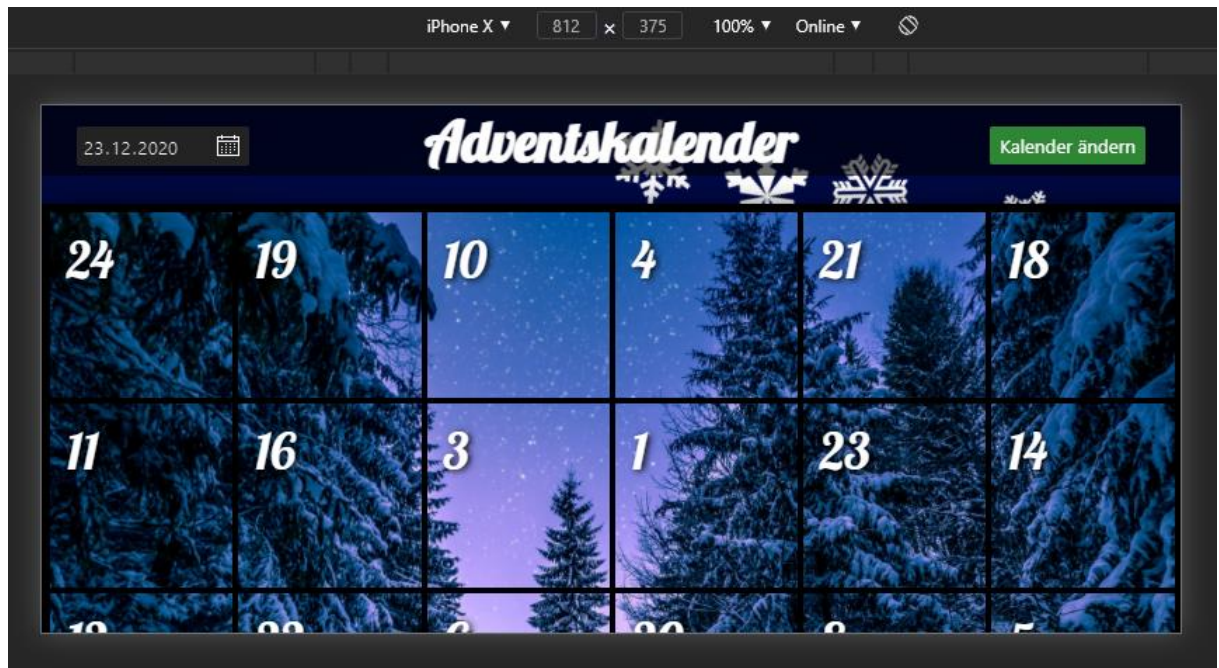 iPhone X ▼ 812 × 375 100% ▼ Online ▼
23.12.2020 Adventskalender Kalender ändern
24 19 10 4 21 18
11 16 3 1 23 14